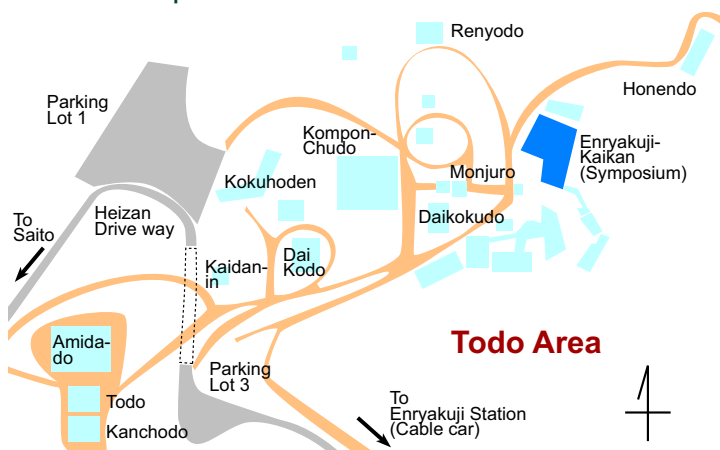 Renyodo
Honendo
Parking
Lot 1
Kompon-
Chudo
Enryakuji-
Kaikan
(Symposium)
Monjuro
Kokuhoden
To
Saito
Heizan
Drive way
Daikokudo
Kaidan-
in
Dai
Kodo
Amida-
do
Todo Area
Parking
Lot 3
Todo
Kanchodo
To
Enryakuji Station
(Cable car)